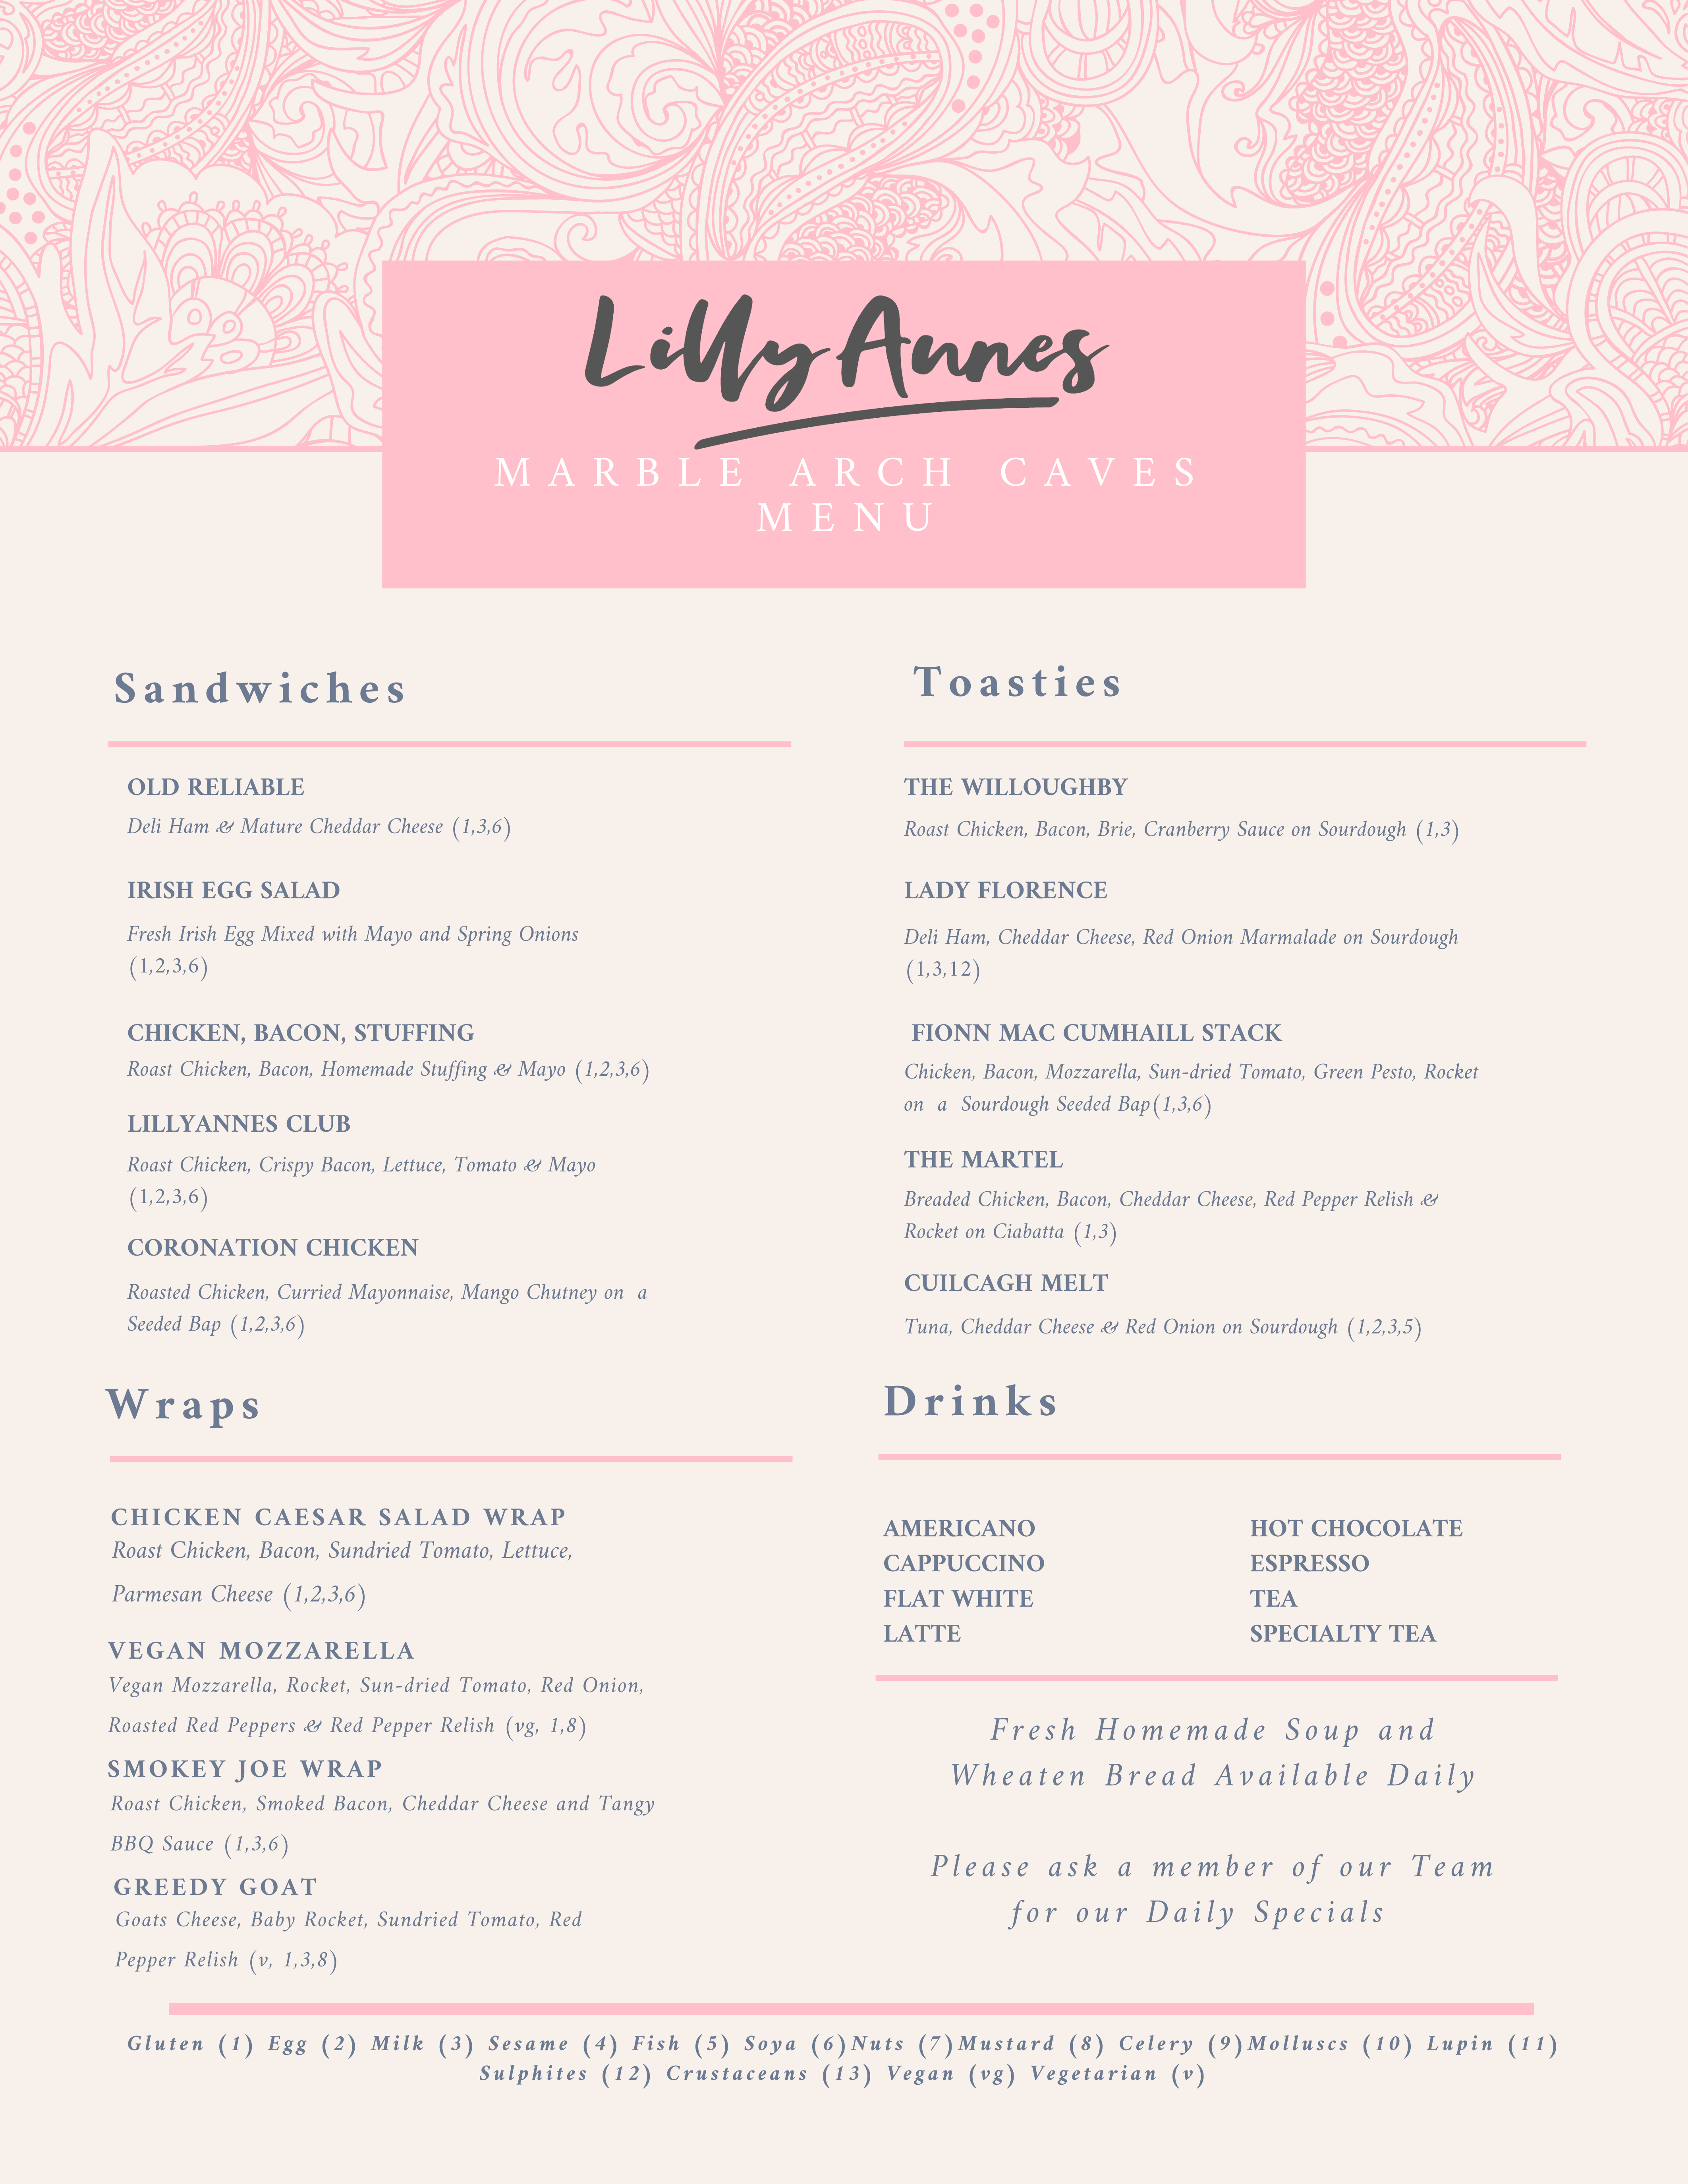 Lilly Annes
MARBLE ARCH CAVES
MENU
Sandwiches
OLD RELIABLE
Deli Ham & Mature Cheddar Cheese (1,3,6)
IRISH EGG SALAD
Fresh Irish Egg Mixed with Mayo and Spring Onions
(1,2,3,6)
CHICKEN, BACON, STUFFING
Roast Chicken, Bacon, Homemade Stuffing & Mayo (1,2,3,6)
LILLYANNES CLUB
Roast Chicken, Crispy Bacon, Lettuce, Tomato & Mayo
(1,2,3,6)
CORONATION CHICKEN
Roasted Chicken, Curried Mayonnaise, Mango Chutney on a
Seeded Bap (1,2,3,6)
Toasties
THE WILLOUGHBY
Roast Chicken, Bacon, Brie, Cranberry Sauce on Sourdough (1,3)
LADY FLORENCE
Deli Ham, Cheddar Cheese, Red Onion Marmalade on Sourdough
(1,3,12)
FIONN MAC CUMHAILL STACK
Chicken, Bacon, Mozzarella, Sun-dried Tomato, Green Pesto, Rocket
on a Sourdough Seeded Bap(1,3,6)
THE MARTEL
Breaded Chicken, Bacon, Cheddar Cheese, Red Pepper Relish &
Rocket on Ciabatta (1,3)
CUILCAGH MELT
Tuna, Cheddar Cheese & Red Onion on Sourdough (1,2,3,5)
Wraps
CHICKEN CAESAR SALAD WRAP
Roast Chicken, Bacon, Sundried Tomato, Lettuce,
Parmesan Cheese (1,2,3,6)
VEGAN MOZZARELLA
Vegan Mozzarella, Rocket, Sun-dried Tomato, Red Onion,
Roasted Red Peppers & Red Pepper Relish (vg, 1,8)
SMOKEY JOE WRAP
Roast Chicken, Smoked Bacon, Cheddar Cheese and Tangy
BBQ Sauce (1,3,6)
GREEDY GOAT
Goats Cheese, Baby Rocket, Sundried Tomato, Red
Pepper Relish (v, 1,3,8)
Drinks
AMERICANO
CAPPUCCINO
FLAT WHITE
LATTE
HOT CHOCOLATE
ESPRESSO
TEA
SPECIALTY TEA
Fresh Homemade Soup and
Wheaten Bread Available Daily
Please ask a member of our Team
for our Daily Specials
Gluten (1) Egg (2) Milk (3) Sesame (4) Fish (5) Soya (6)Nuts (7)Mustard (8) Celery (9)Molluscs (10) Lupin (11)
Sulphites (12) Crustaceans (13) Vegan (vg) Vegetarian (v)